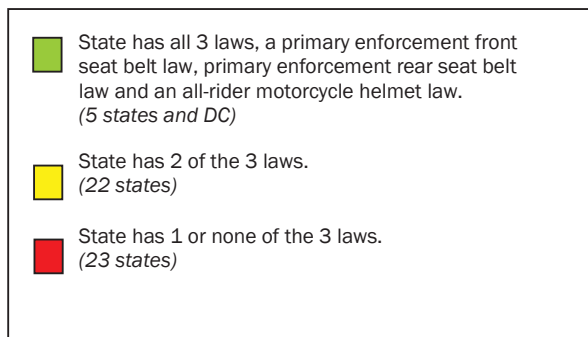 State has all 3 laws, a primary enforcement front
seat belt law, primary enforcement rear seat belt
law and an all-rider motorcycle helmet law.
(5 states and DC)
State has 2 of the 3 laws.
(22 states)
State has 1 or none of the 3 laws.
(23 states)